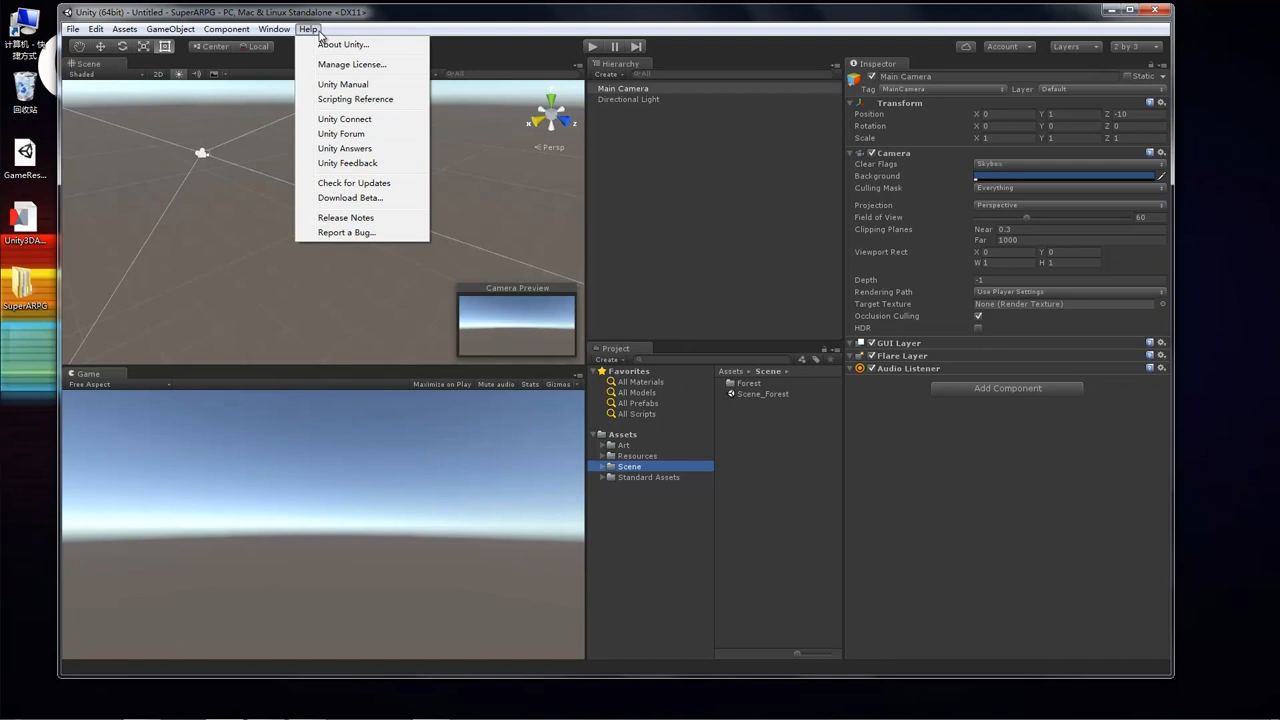 Unity (64bit) - Untitled - SuperARPG - PC, Mac & Linux Standalone <DX11>
File Edit Assets GameObject Component Window Help
Center Local
Account Layers 2 by 3
Scene
Shaded 2D
All
Persp
Camera Preview
About Unity...
Manage License...
Unity Manual
Scripting Reference
Unity Connect
Unity Forum
Unity Answers
Unity Feedback
Check for Updates
Download Beta...
Release Notes
Report a Bug...
Game
Free Aspect Maximize on Play Mute audio Stats Gizmos
Hierarchy
Create All
Main Camera
Directional Light
Project
Create
Favorites
All Materials
All Models
All Prefabs
All Scripts
Assets
Art
Resources
Scene
Standard Assets
Assets Scene
Forest
Scene_Forest
Inspector
Main Camera Static
Tag MainCamera Layer Default
Transform
Position X 0 Y 1 Z -10
Rotation X 0 Y 0 Z 0
Scale X 1 Y 1 Z 1
Camera
Clear Flags Skybox
Background
Culling Mask Everything
Projection Perspective
Field of View 60
Clipping Planes Near 0.3
Far 1000
Viewport Rect X 0 Y 0
W 1 H 1
Depth -1
Rendering Path Use Player Settings
Target Texture None (Render Texture)
Occlusion Culling
HDR
GUI Layer
Flare Layer
Audio Listener
Add Component
计算机 - 快
捷方式
回收站
GameRes...
Unity3DA...
SuperARPG